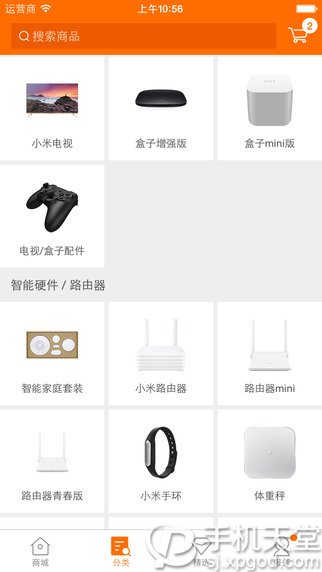 运营商 上午10:56
搜索商品 2
小米电视 盒子增强版 盒子mini版
电视/盒子配件
智能硬件 / 路由器
智能家庭套装 小米路由器 路由器mini
路由器青春版 小米手环 体重秤
商城 分类 精选 服务
手机天堂
sj.xpgod.com